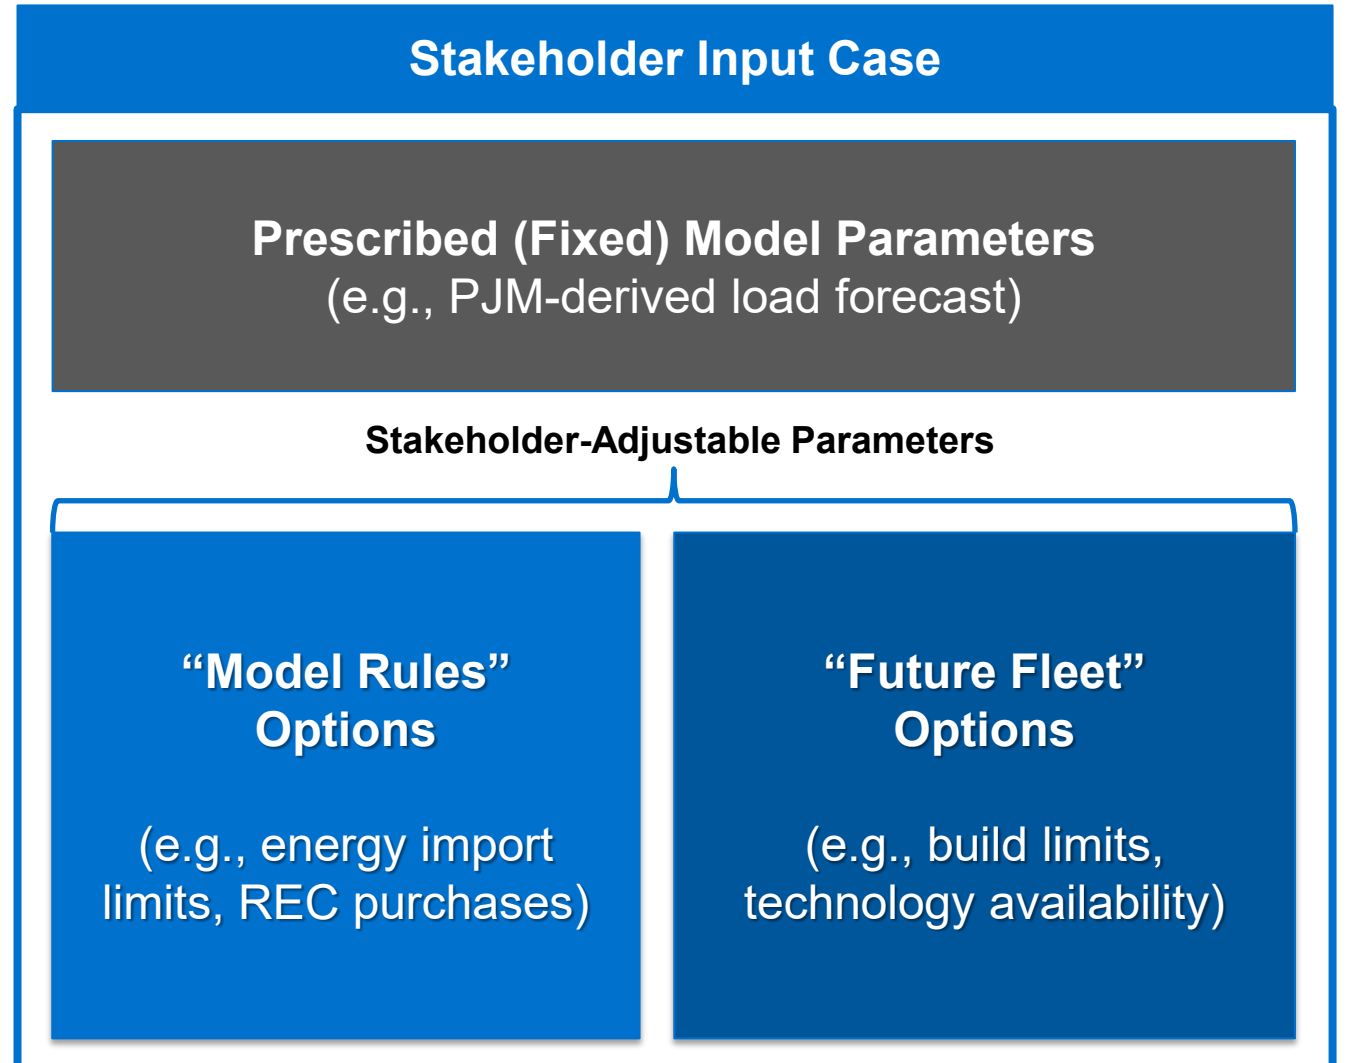 Stakeholder Input Case
Prescribed (Fixed) Model Parameters
(e.g., PJM-derived load forecast)
Stakeholder-Adjustable Parameters
“Model Rules”
Options
(e.g., energy import
limits, REC purchases)
“Future Fleet”
Options
(e.g., build limits,
technology availability)